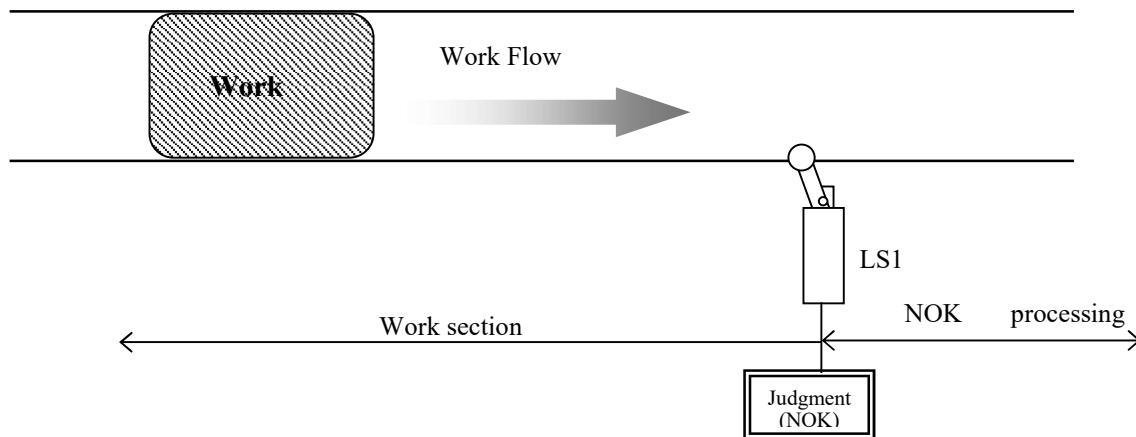 Work Flow
Work
LS1
NOK processing
Work section
Judgment
(NOK)